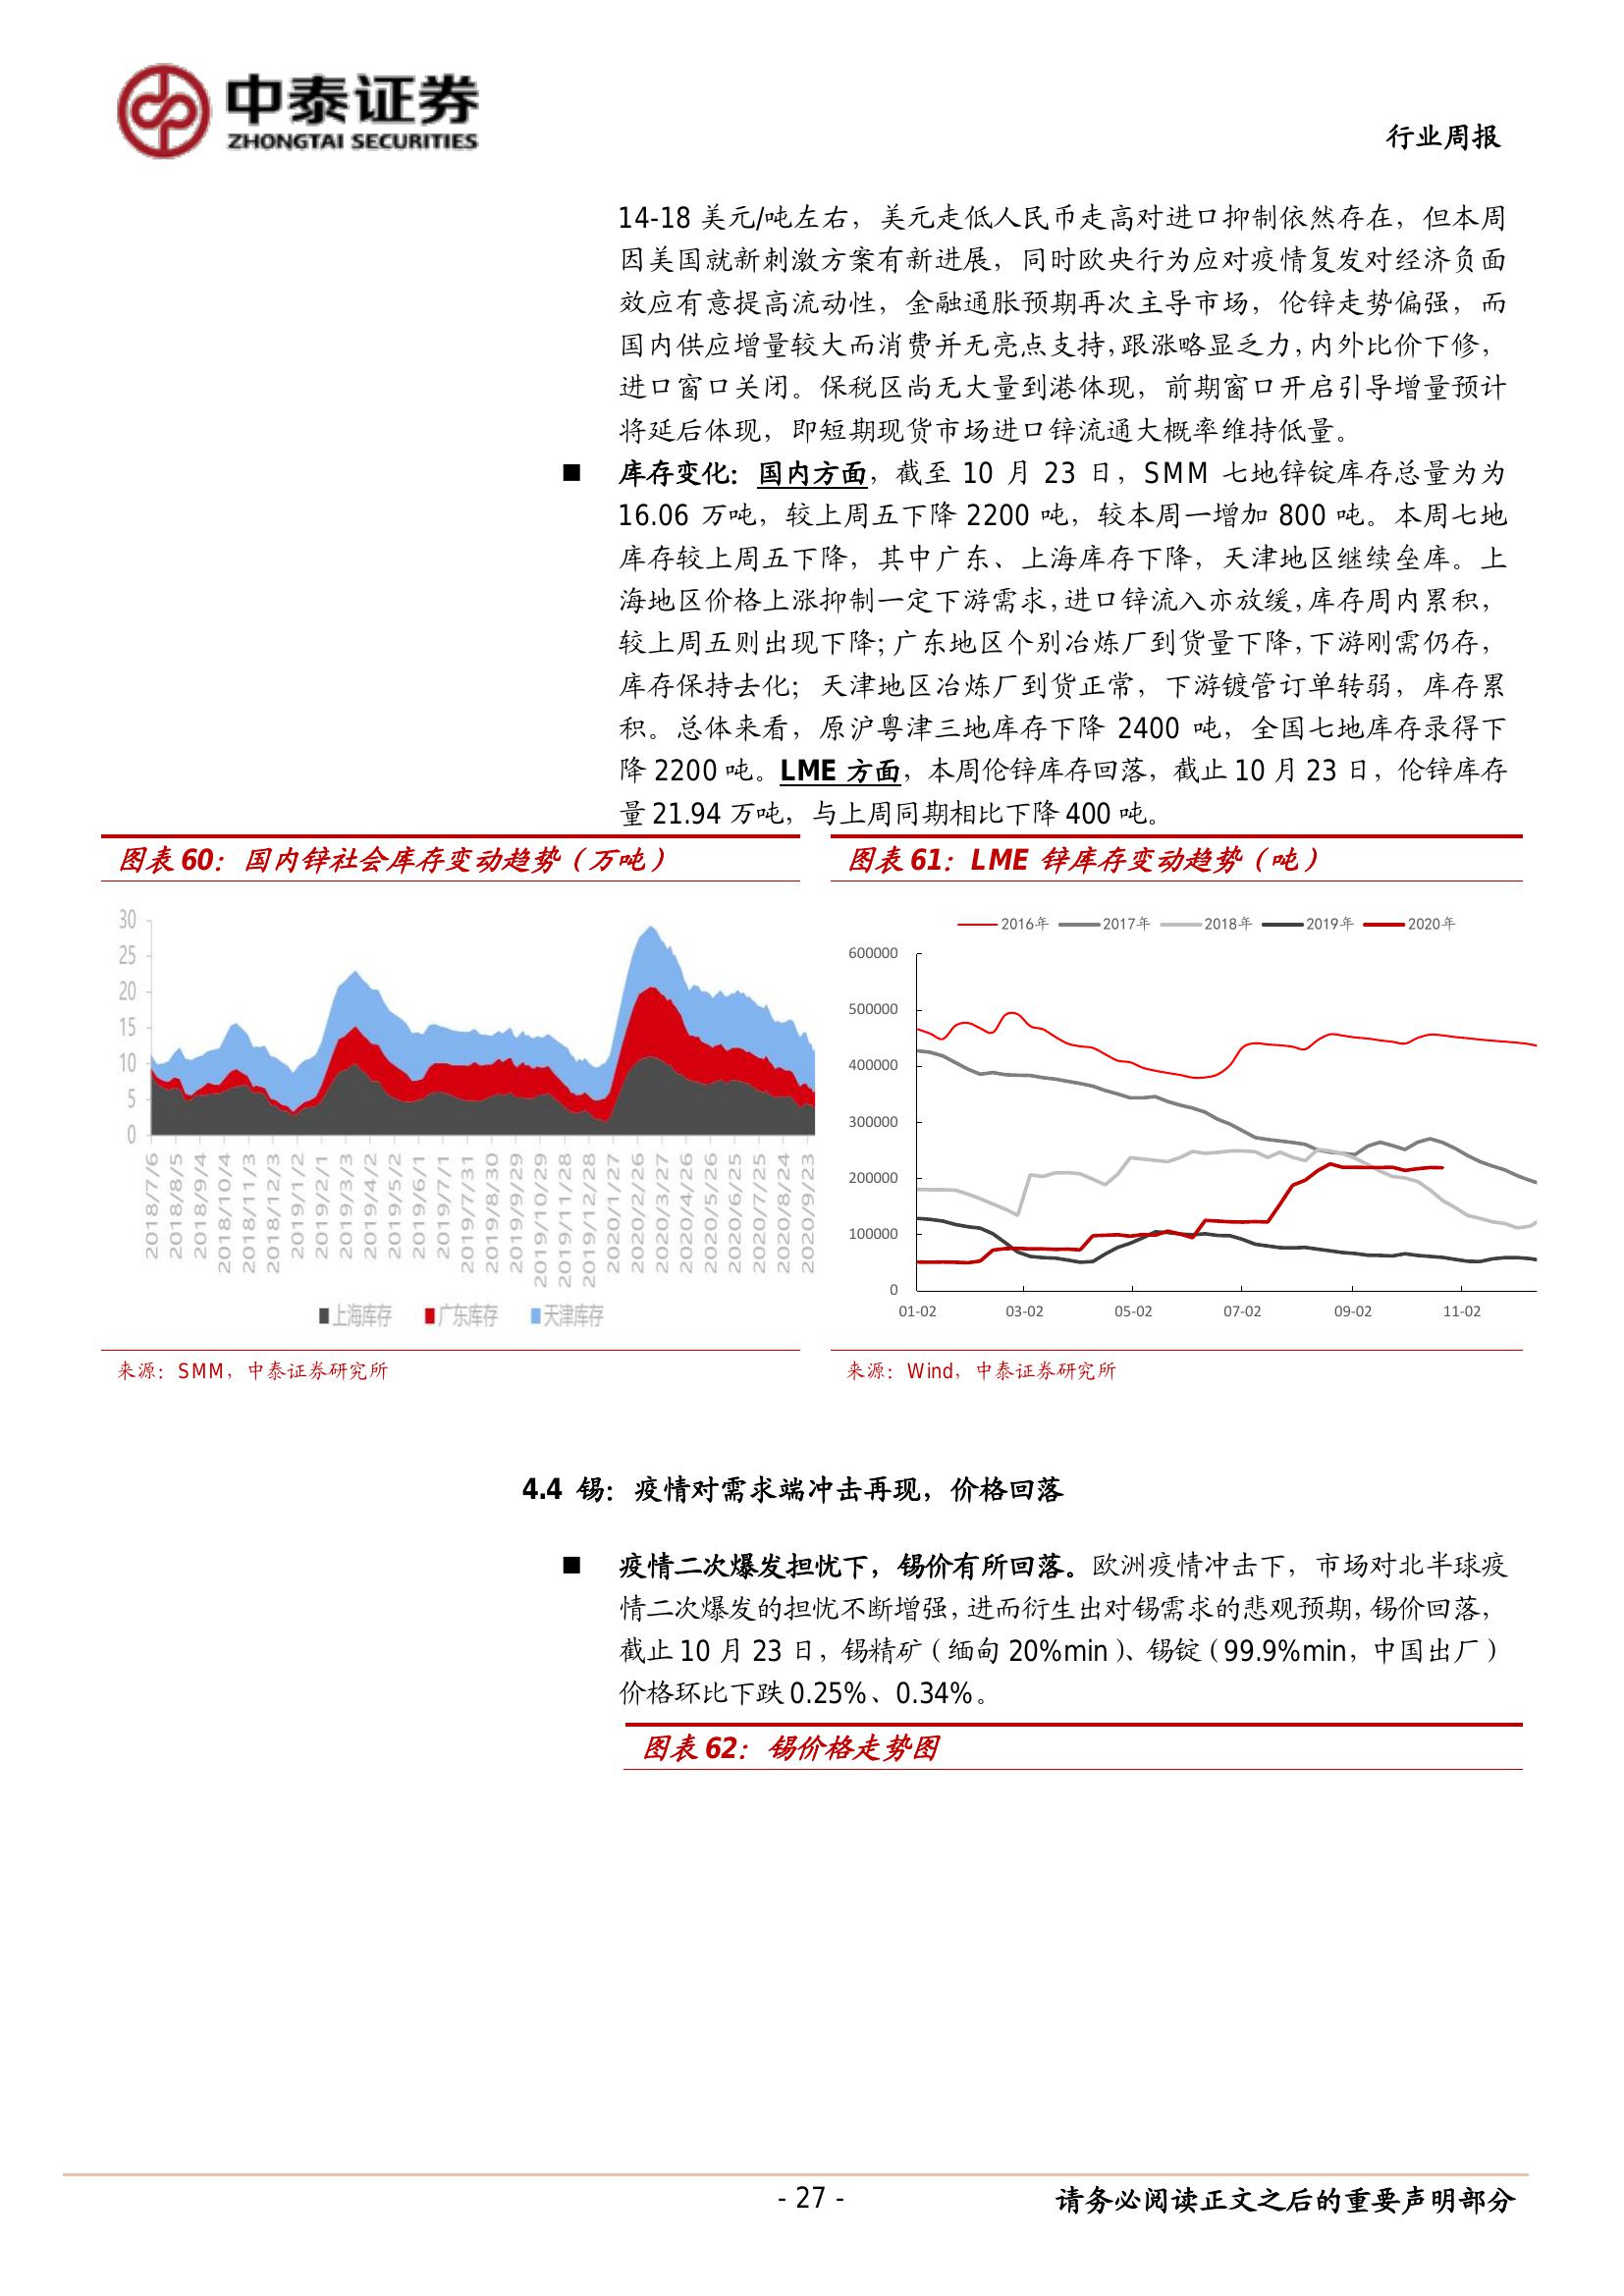 中泰证券
ZHONGTAI SECURITIES
行业周报
14-18 美元/吨左右，美元走低人民币走高对进口抑制依然存在，但本周
因美国就新刺激方案有新进展，同时欧央行为应对疫情复发对经济负面
效应有意提高流动性，金融通胀预期再次主导市场，伦锌走势偏强，而
国内供应增量较大而消费并无亮点支持，跟涨略显乏力，内外比价下修，
进口窗口关闭。保税区尚无大量到港体现，前期窗口开启引导增量预计
将延后体现，即短期现货市场进口锌流通大概率维持低量。
■ 库存变化：国内方面，截至 10 月 23 日，SMM 七地锌锭库存总量为为
16.06 万吨，较上周五下降 2200 吨，较本周一增加 800 吨。本周七地
库存较上周五下降，其中广东、上海库存下降，天津地区继续垒库。上
海地区价格上涨抑制一定下游需求，进口锌流入亦放缓，库存周内累积，
较上周五则出现下降；广东地区个别冶炼厂到货量下降，下游刚需仍存，
库存保持去化；天津地区冶炼厂到货正常，下游镀管订单转弱，库存累
积。总体来看，原沪粤津三地库存下降 2400 吨，全国七地库存录得下
降 2200 吨。LME 方面，本周伦锌库存回落，截止 10 月 23 日，伦锌库存
量 21.94 万吨，与上周同期相比下降 400 吨。
图表 60：国内锌社会库存变动趋势（万吨）
30
25
20
15
10
5
0
2018/7/6
2018/8/5
2018/9/4
2018/10/4
2018/11/3
2018/12/3
2019/1/2
2019/2/1
2019/3/3
2019/4/2
2019/5/2
2019/6/1
2019/7/1
2019/7/31
2019/8/30
2019/9/29
2019/10/29
2019/11/28
2019/12/28
2020/1/27
2020/2/26
2020/3/27
2020/4/26
2020/5/26
2020/6/25
2020/7/25
2020/8/24
2020/9/23
上海库存 广东库存 天津库存
来源：SMM，中泰证券研究所
图表 61：LME 锌库存变动趋势（吨）
2016年 2017年 2018年 2019年 2020年
600000
500000
400000
300000
200000
100000
0
01-02 03-02 05-02 07-02 09-02 11-02
来源：Wind，中泰证券研究所
4.4 锡：疫情对需求端冲击再现，价格回落
■ 疫情二次爆发担忧下，锡价有所回落。欧洲疫情冲击下，市场对北半球疫
情二次爆发的担忧不断增强，进而衍生出对锡需求的悲观预期，锡价回落，
截止 10 月 23 日，锡精矿（缅甸 20%min）、锡锭（99.9%min，中国出厂）
价格环比下跌 0.25%、0.34%。
图表 62：锡价格走势图
- 27 -
请务必阅读正文之后的重要声明部分